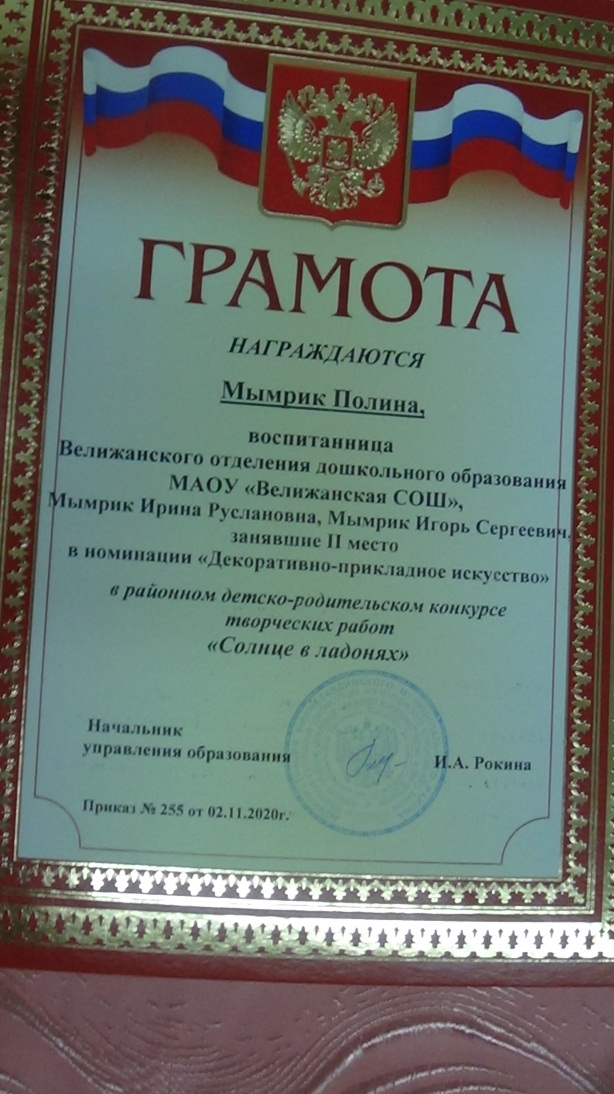 ГРАМОТА
НАГРАЖДАЮТСЯ
Мымрик Полина,
воспитанница
Велижанского отделения дошкольного образования
МАОУ «Велижанская СОШ»,
Мымрик Ирина Руслановна, Мымрик Игорь Сергеевич,
занявшие II место
в номинации «Декоративно-прикладное искусство»
в районном детско-родительском конкурсе
творческих работ
«Солнце в ладонях»
Начальник
управления образования
И.А. Рокина
Приказ № 255 от 02.11.2020г.